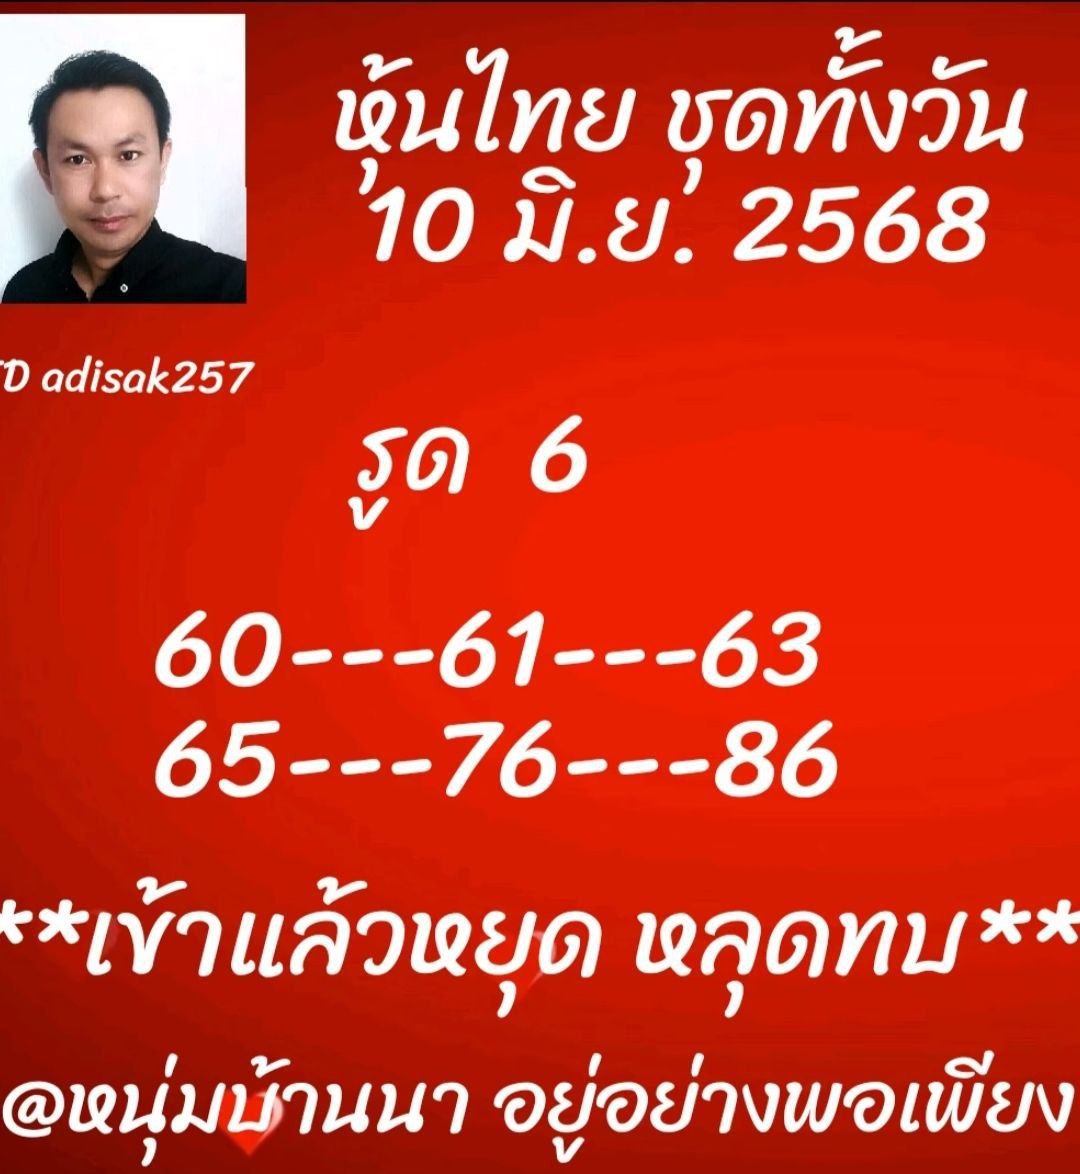 หุ้นไทย ชุดทั้งวัน
10 มิ.ย. 2568
ID adisak257
รูด 6
60---61---63
65---76---86
**เข้าแล้วหยุด หลุดทบ**
@หนุ่มบ้านนา อยู่อย่างพอเพียง